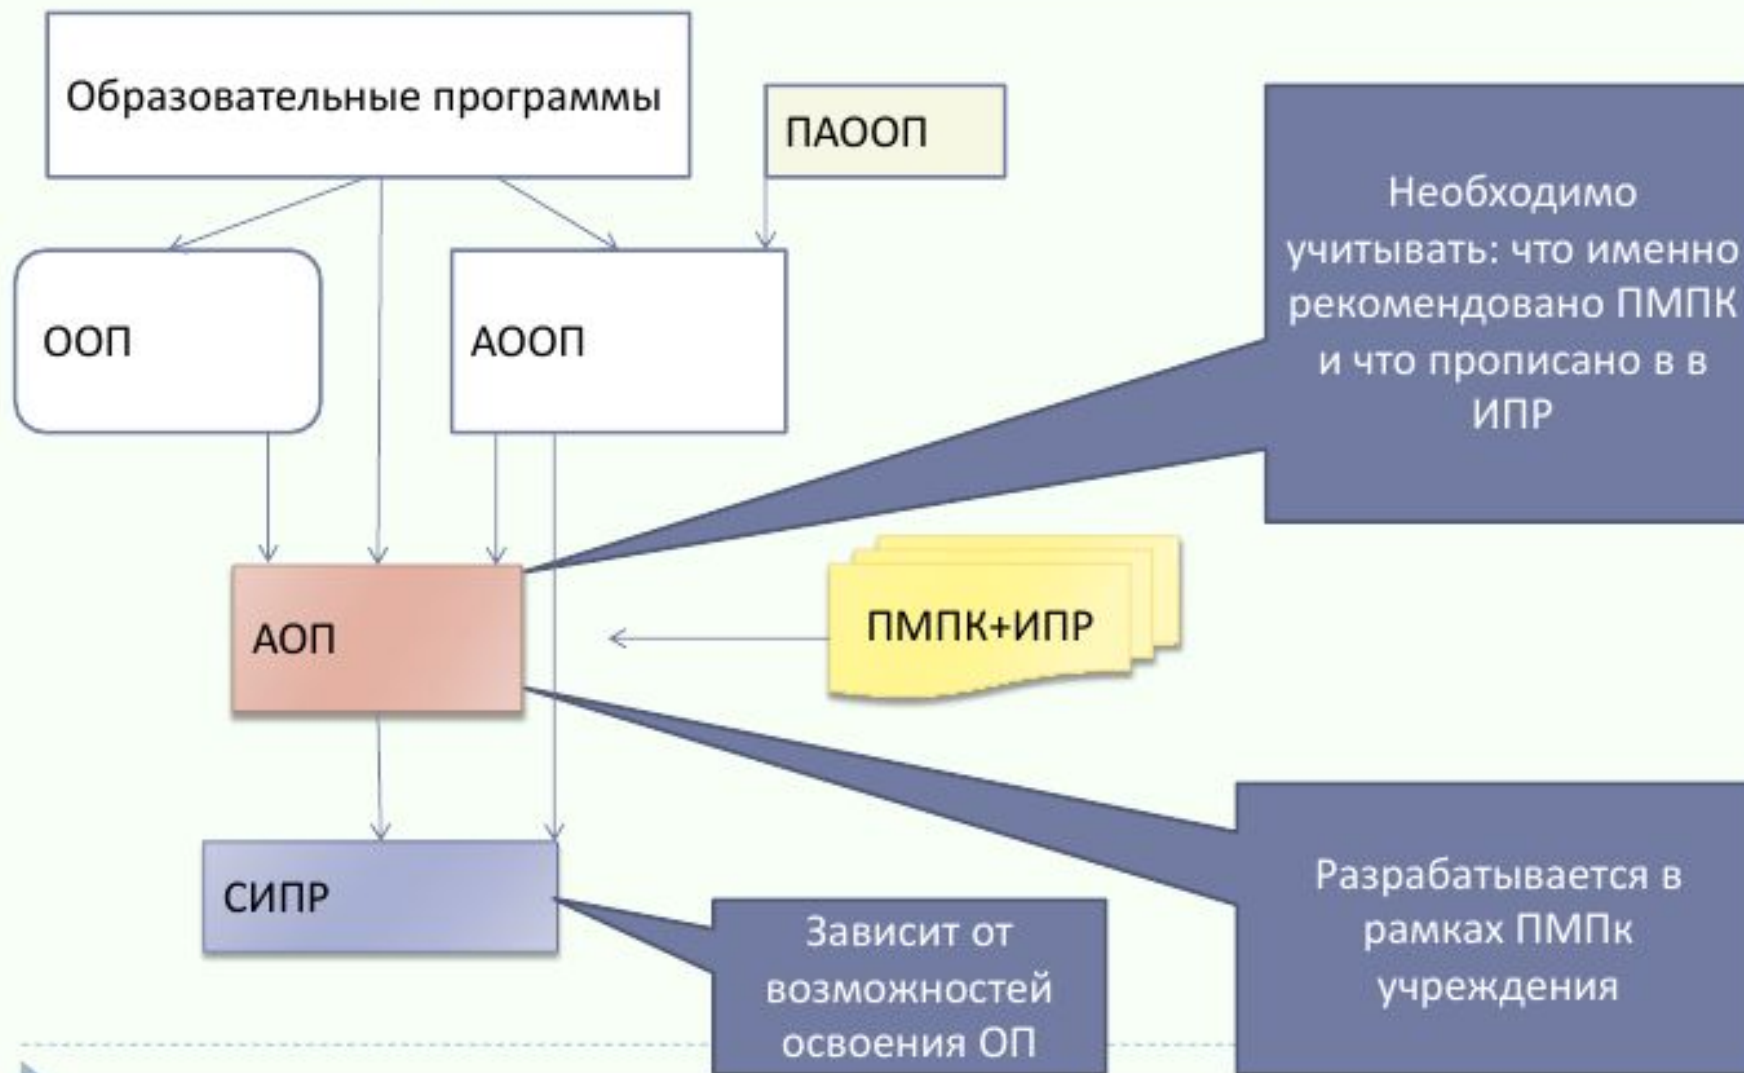 Образовательные программы
ПАООП
Необходимо
учитывать: что именно
рекомендовано ПМПК
и что прописано в в
ИПР
ООП
АООП
АОП
ПМПК+ИПР
СИПР
Зависит от
возможностей
освоения ОП
Разрабатывается в
рамках ПМПк
учреждения